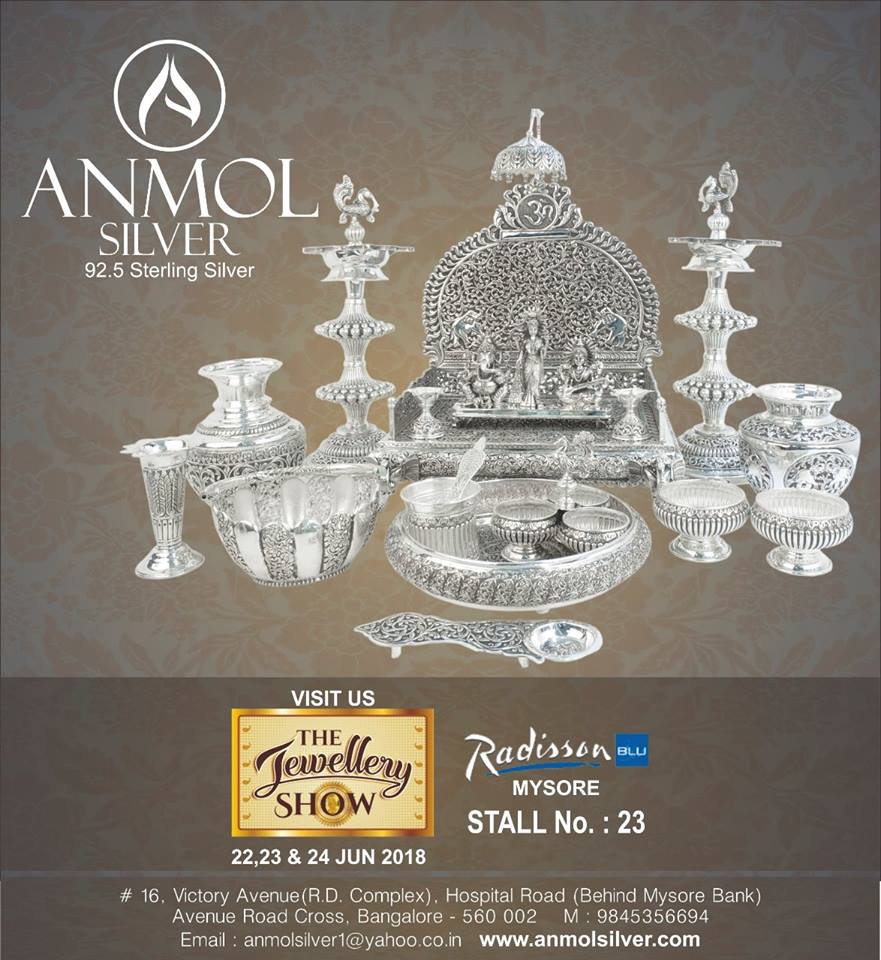 ANMOL
SILVER
92.5 Sterling Silver
ॐ
VISIT US
THE
Jewellery
SHOW
22,23 & 24 JUN 2018
Radisson BLU
MYSORE
STALL No. : 23
# 16, Victory Avenue(R.D. Complex), Hospital Road (Behind Mysore Bank)
Avenue Road Cross, Bangalore - 560 002 M : 9845356694
Email : anmolsilver1@yahoo.co.in www.anmolsilver.com